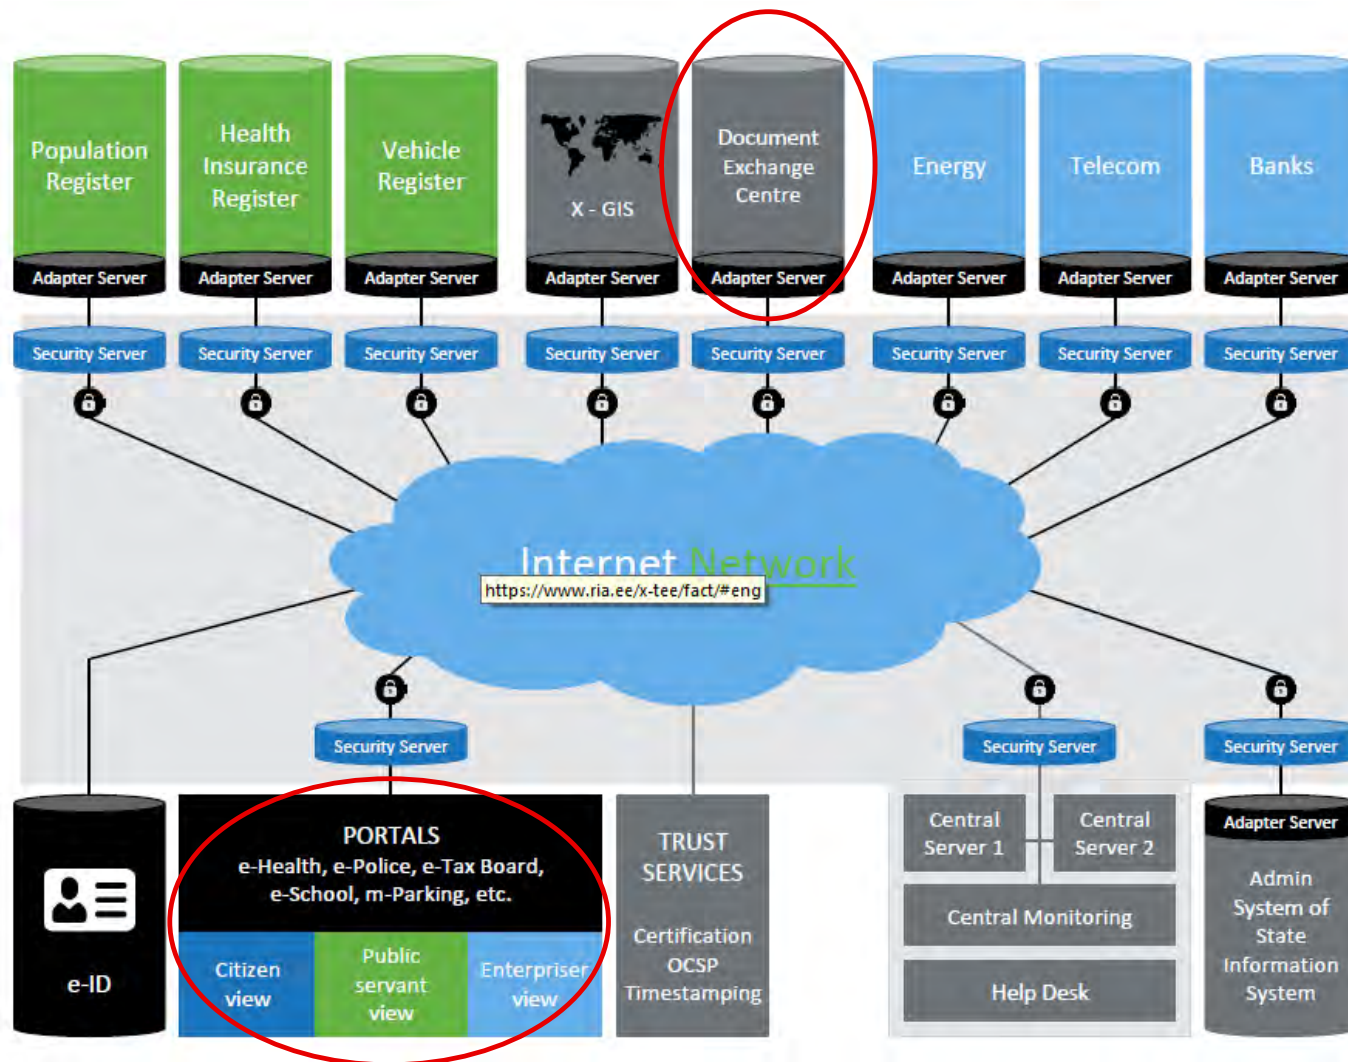 Population
Register
Health
Insurance
Register
Vehicle
Register
X - GIS
Document
Exchange
Centre
Energy
Telecom
Banks
Adapter Server
Adapter Server
Adapter Server
Adapter Server
Adapter Server
Adapter Server
Adapter Server
Adapter Server
Security Server
Security Server
Security Server
Security Server
Security Server
Security Server
Security Server
Security Server
Internet Network
https://www.ria.ee/x-tee/fact/#eng
Security Server
Security Server
Security Server
e-ID
PORTALS
e-Health, e-Police, e-Tax Board,
e-School, m-Parking, etc.
Citizen
view
Public
servant
view
Enterpriser
view
TRUST
SERVICES
Certification
OCSP
Timestamping
Central
Server 1
Central
Server 2
Central Monitoring
Help Desk
Adapter Server
Admin
System of
State
Information
System